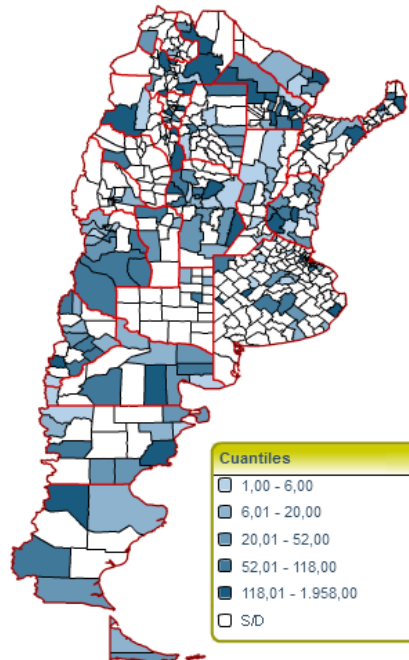 Cuantiles
1,00 - 6,00
6,01 - 20,00
20,01 - 52,00
52,01 - 118,00
118,01 - 1.958,00
S/D